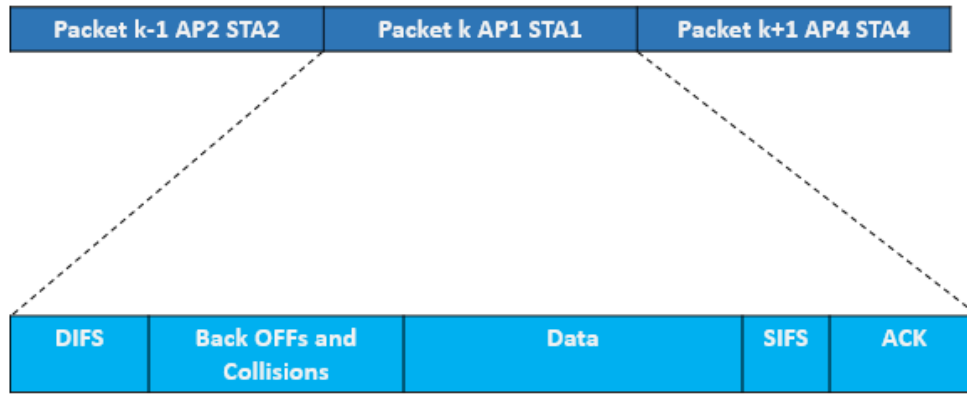 Packet k-1 AP2 STA2
Packet k AP1 STA1
Packet k+1 AP4 STA4
DIFS
Back OFFs and
Collisions
Data
SIFS
ACK